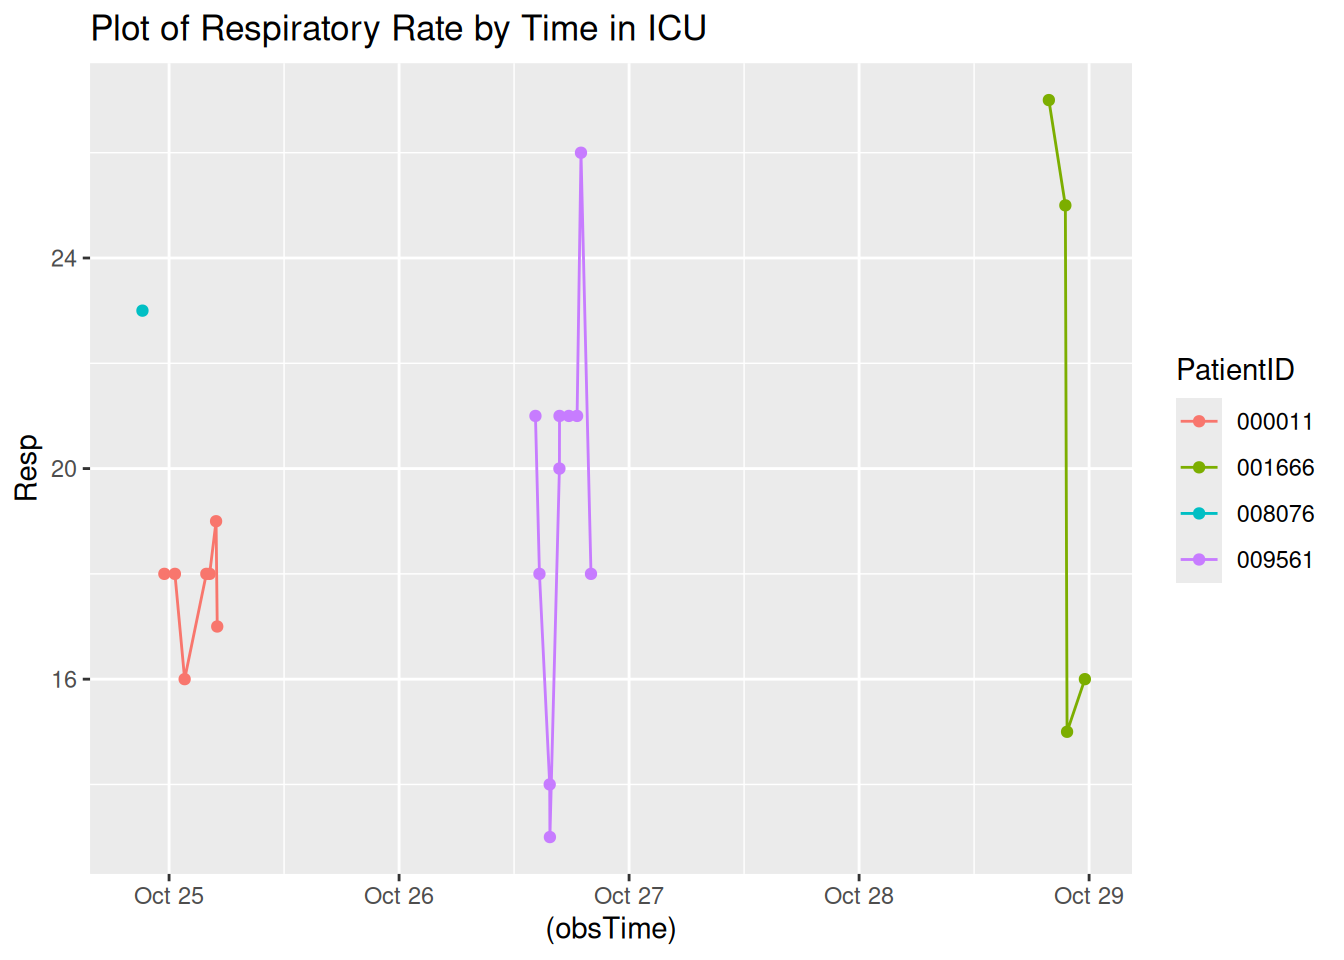 Plot of Respiratory Rate by Time in ICU
24
20
16
Resp
Oct 25 Oct 26 Oct 27 Oct 28 Oct 29
(obsTime)
PatientID
000011
001666
008076
009561